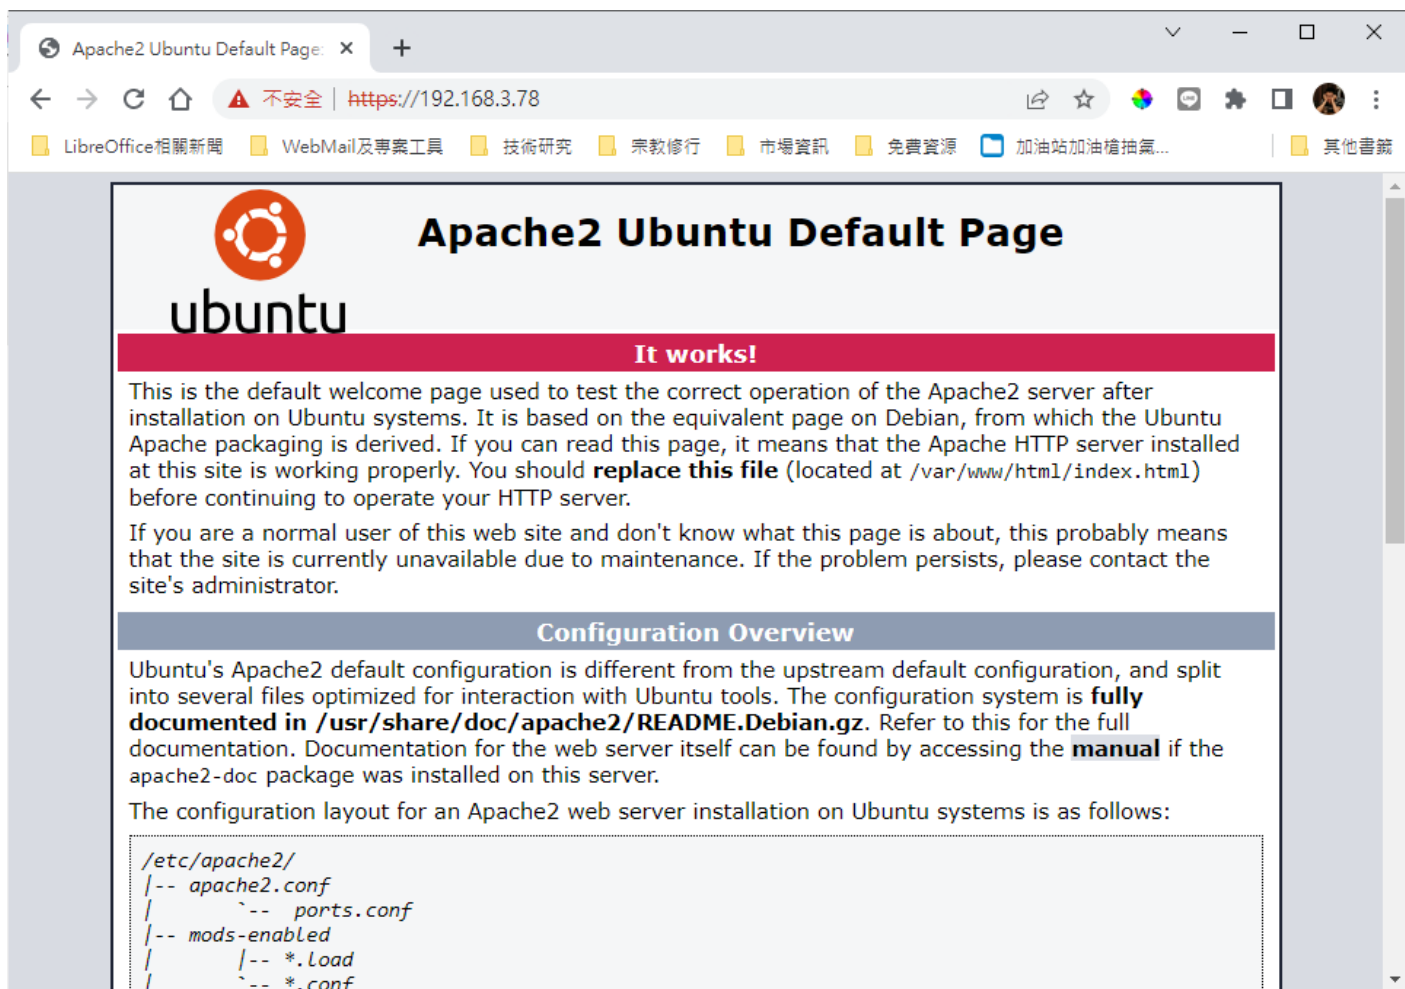 Apache2 Ubuntu Default Page:
不安全 | https://192.168.3.78
LibreOffice相關新聞 WebMail及專案工具 技術研究 宗教修行 市場資訊 免費資源 加油站加油槍抽氣... 其他書籤
ubuntu
Apache2 Ubuntu Default Page
It works!
This is the default welcome page used to test the correct operation of the Apache2 server after
installation on Ubuntu systems. It is based on the equivalent page on Debian, from which the Ubuntu
Apache packaging is derived. If you can read this page, it means that the Apache HTTP server installed
at this site is working properly. You should replace this file (located at /var/www/html/index.html)
before continuing to operate your HTTP server.
If you are a normal user of this web site and don't know what this page is about, this probably means
that the site is currently unavailable due to maintenance. If the problem persists, please contact the
site's administrator.
Configuration Overview
Ubuntu's Apache2 default configuration is different from the upstream default configuration, and split
into several files optimized for interaction with Ubuntu tools. The configuration system is fully
documented in /usr/share/doc/apache2/README.Debian.gz. Refer to this for the full
documentation. Documentation for the web server itself can be found by accessing the manual if the
apache2-doc package was installed on this server.
The configuration layout for an Apache2 web server installation on Ubuntu systems is as follows:
/etc/apache2/
|-- apache2.conf
|       `-- ports.conf
|-- mods-enabled
|       |-- *.load
|       `-- *.conf